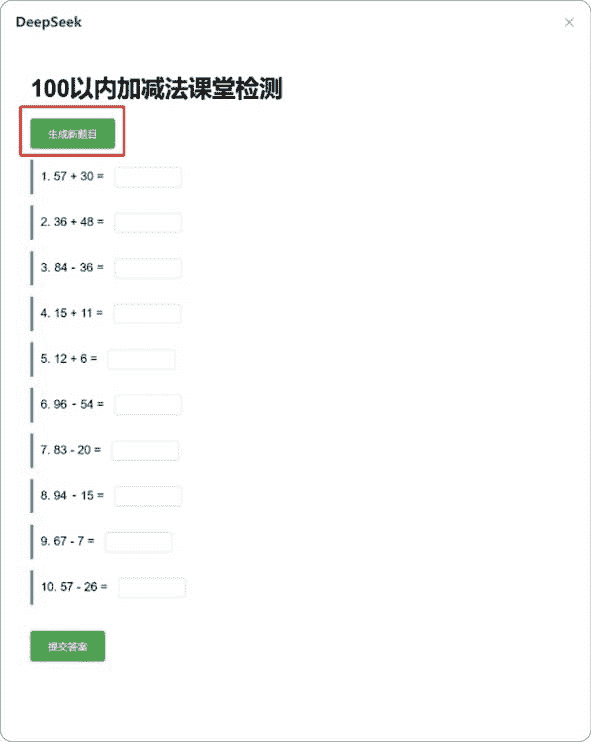 DeepSeek
100以内加减法课堂检测
生成新题目
1. 57 + 30 =
2. 36 + 48 =
3. 84 - 36 =
4. 15 + 11 =
5. 12 + 6 =
6. 96 - 54 =
7. 83 - 20 =
8. 94 - 15 =
9. 67 - 7 =
10. 57 - 26 =
提交答案